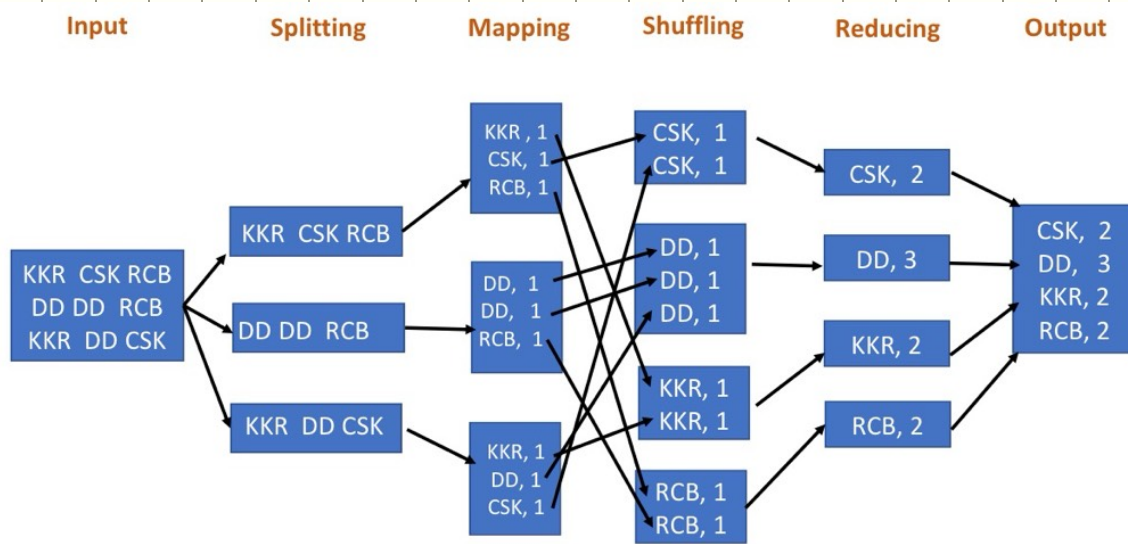 Input
Splitting
Mapping
Shuffling
Reducing
Output
KKR CSK RCB
DD DD RCB
KKR DD CSK
KKR CSK RCB
DD DD RCB
KKR DD CSK
KKR , 1
CSK, 1
RCB, 1
DD, 1
DD, 1
RCB, 1
KKR, 1
DD, 1
CSK, 1
CSK, 1
CSK, 1
DD, 1
DD, 1
DD, 1
KKR, 1
KKR, 1
RCB, 1
RCB, 1
CSK, 2
DD, 3
KKR, 2
RCB, 2
CSK, 2
DD, 3
KKR, 2
RCB, 2